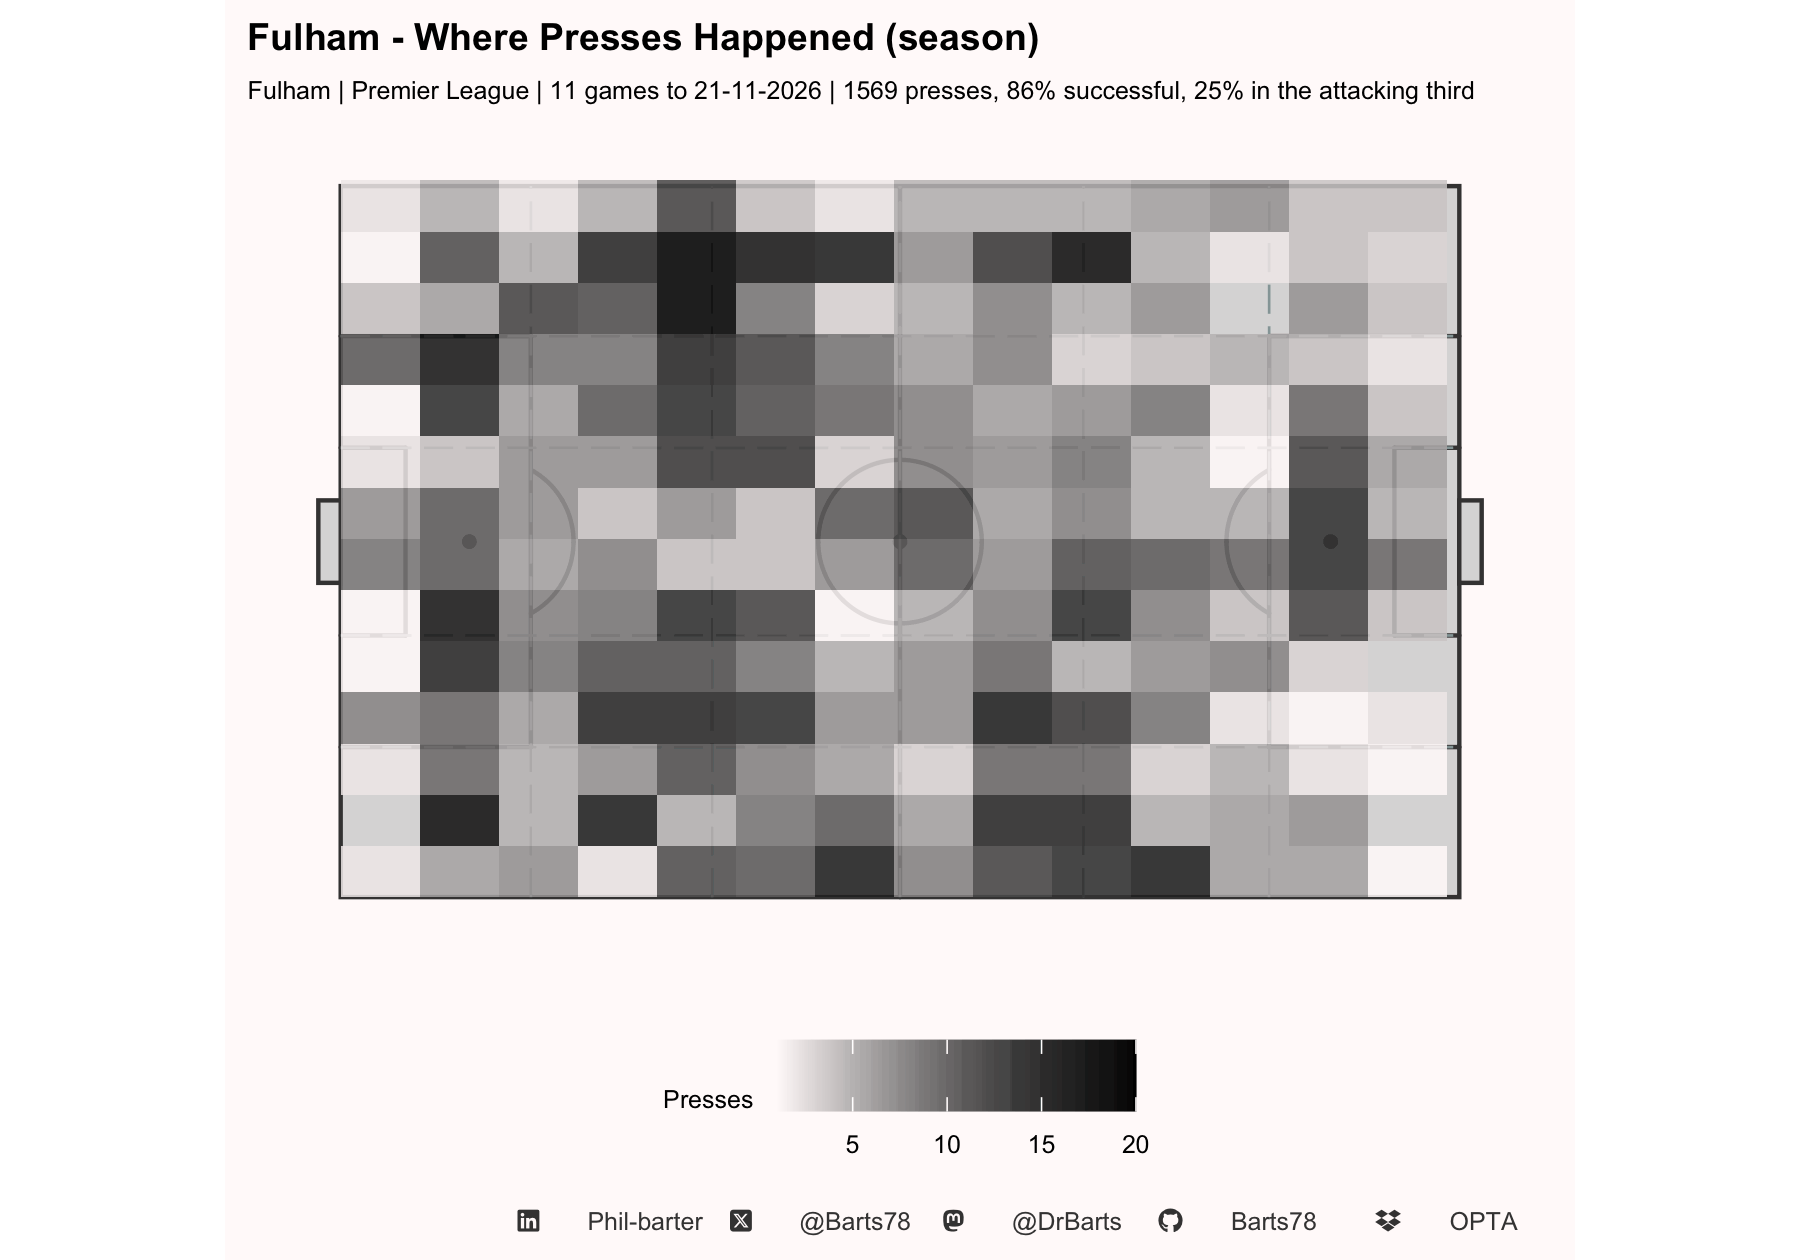 Fulham - Where Presses Happened (season)
Fulham | Premier League | 11 games to 21-11-2026 | 1569 presses, 86% successful, 25% in the attacking third
Presses
5 10 15 20
Phil-barter @Barts78 @DrBarts Barts78 OPTA